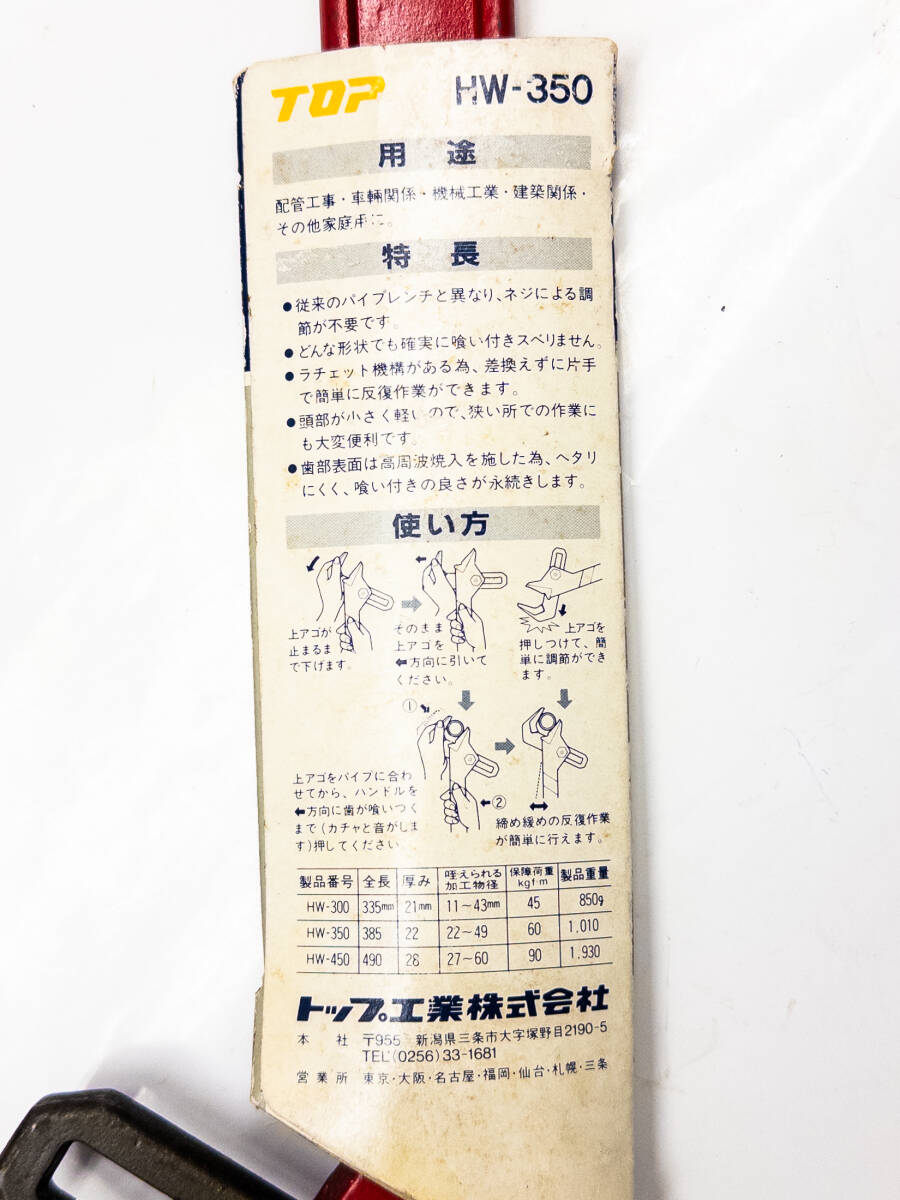 TOP HW-350
用途
配管工事・車輛関係・機械工業・建築関係・
その他家庭用に。
特長
●従来のパイプレンチと異なり、ネジによる調
節が不要です。
●どんな形状でも確実に喰い付きスベリません。
●ラチェット機構がある為、差換えずに片手
で簡単に反復作業ができます。
●頭部が小さく軽いので、狭い所での作業に
も大変便利です。
●歯部表面は高周波焼入を施した為、ヘタリ
にくく、喰い付きの良さが永続きします。
使い方
上アゴが
止まるま
で下げます。
そのまま
上アゴを
←方向に引いて
ください。
上アゴを
押しつけて、簡
単に調節ができ
ます。
①
上アゴをパイプに合わ
せてから、ハンドルを
←方向に歯が喰いつく
まで(カチャと音がしま
す)押してください。
②
締め緩めの反復作業
が簡単に行えます。
製品番号 全長 厚み 咥えられる加工物径 保障荷重kgf·m 製品重量
HW-300 335mm 21mm 11~43mm 45 850g
HW-350 385 22 22~49 60 1.010
HW-450 490 28 27~60 90 1.930
トップ工業株式会社
本社 〒955 新潟県三条市大字塚野目2190-5
TEL(0256)33-1681
営業所 東京・大阪・名古屋・福岡・仙台・札幌・三条